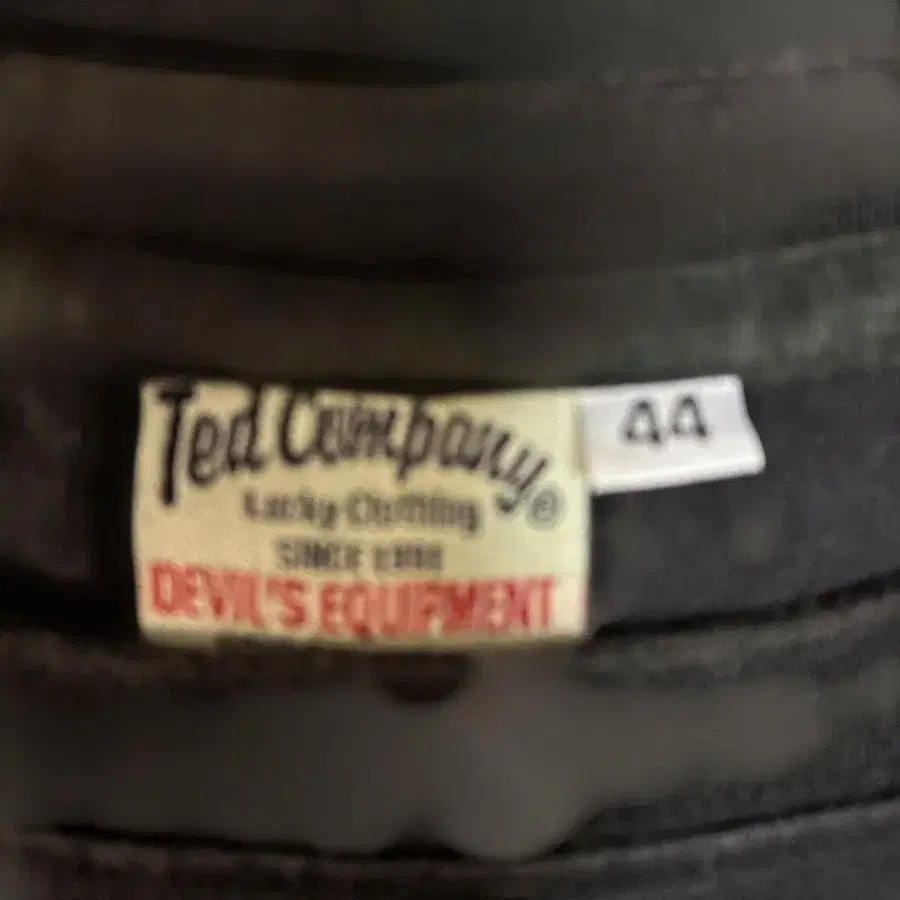 Ted Company®
44
Lucky Clothing
SINCE
DEVIL'S EQUIPMENT